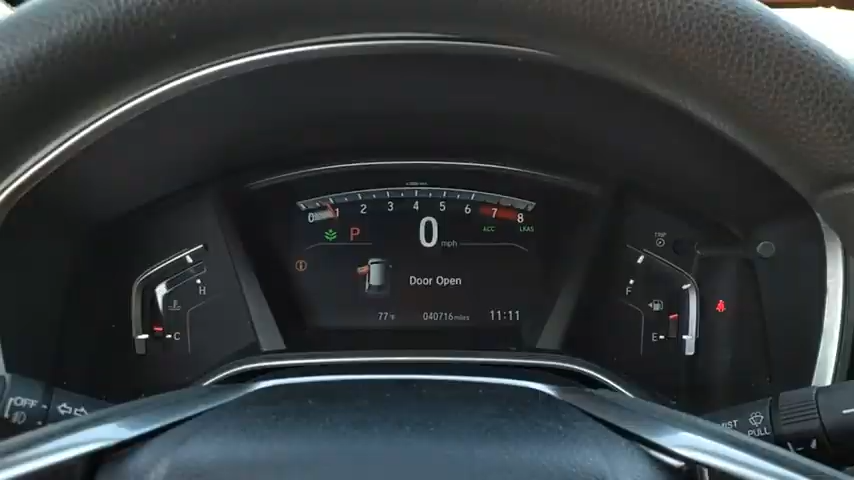 0 1 2 3 4 5 6 7 8
P 0 mph
ACC LKAS
TRIP
H
F
Door Open
C
E
77°F 040716 miles 11:11
OFF
PULL